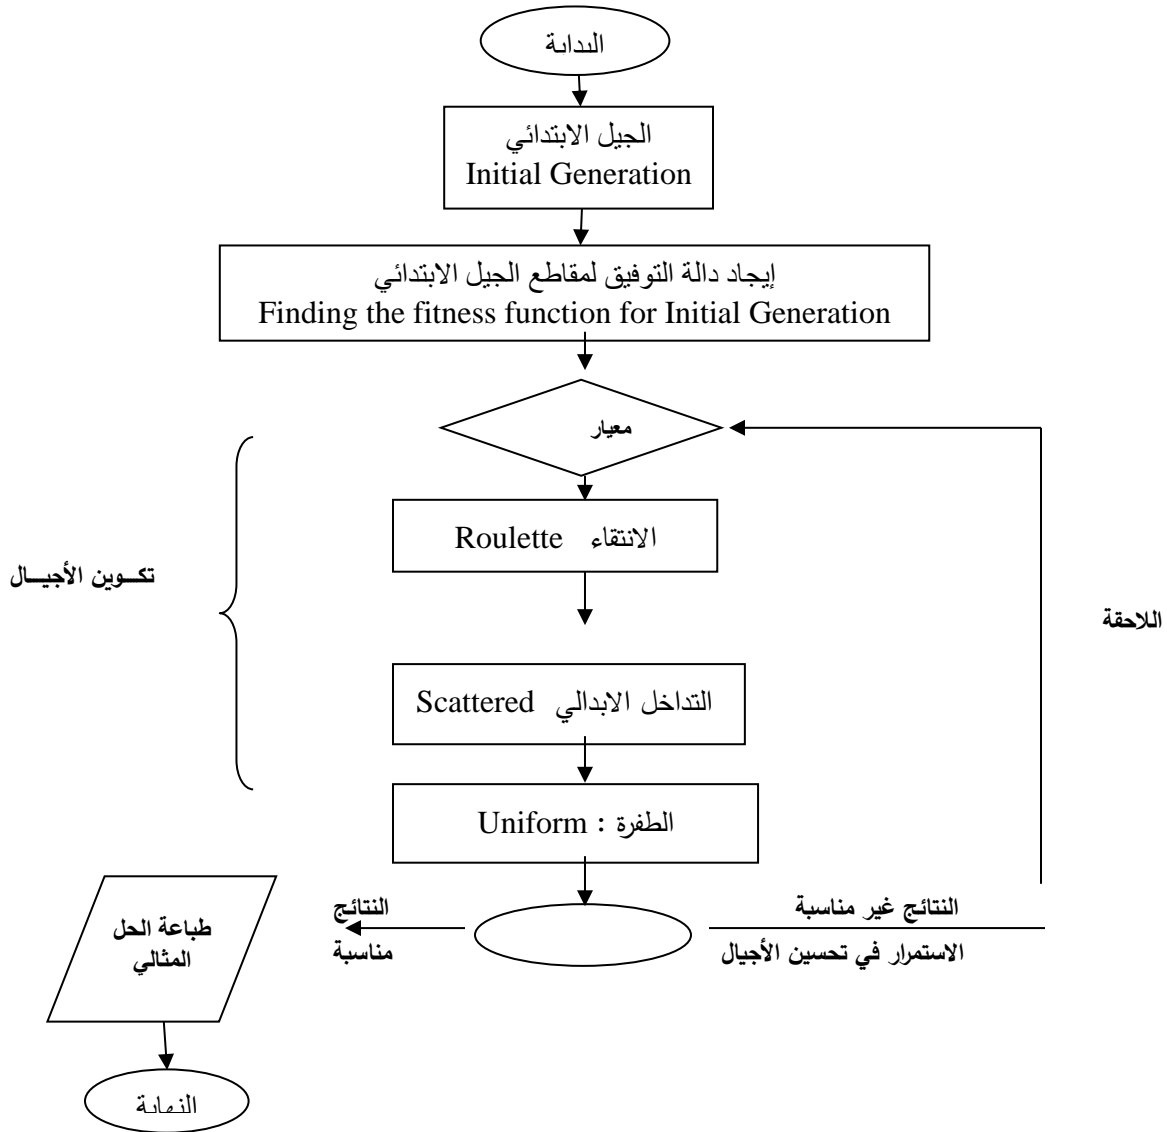 البداية
الجيل الابتدائي
Initial Generation
إيجاد دالة التوفيق لمقاطع الجيل الابتدائي
Finding the fitness function for Initial Generation
معيار
الانتقاء Roulette
تكـــوين الأجيـــال
اللاحقة
التداخل الابدالي Scattered
الطفرة : Uniform
النتائج غير مناسبة
الاستمرار في تحسين الأجيال
النتائج
مناسبة
طباعة الحل
المثالي
النهاية